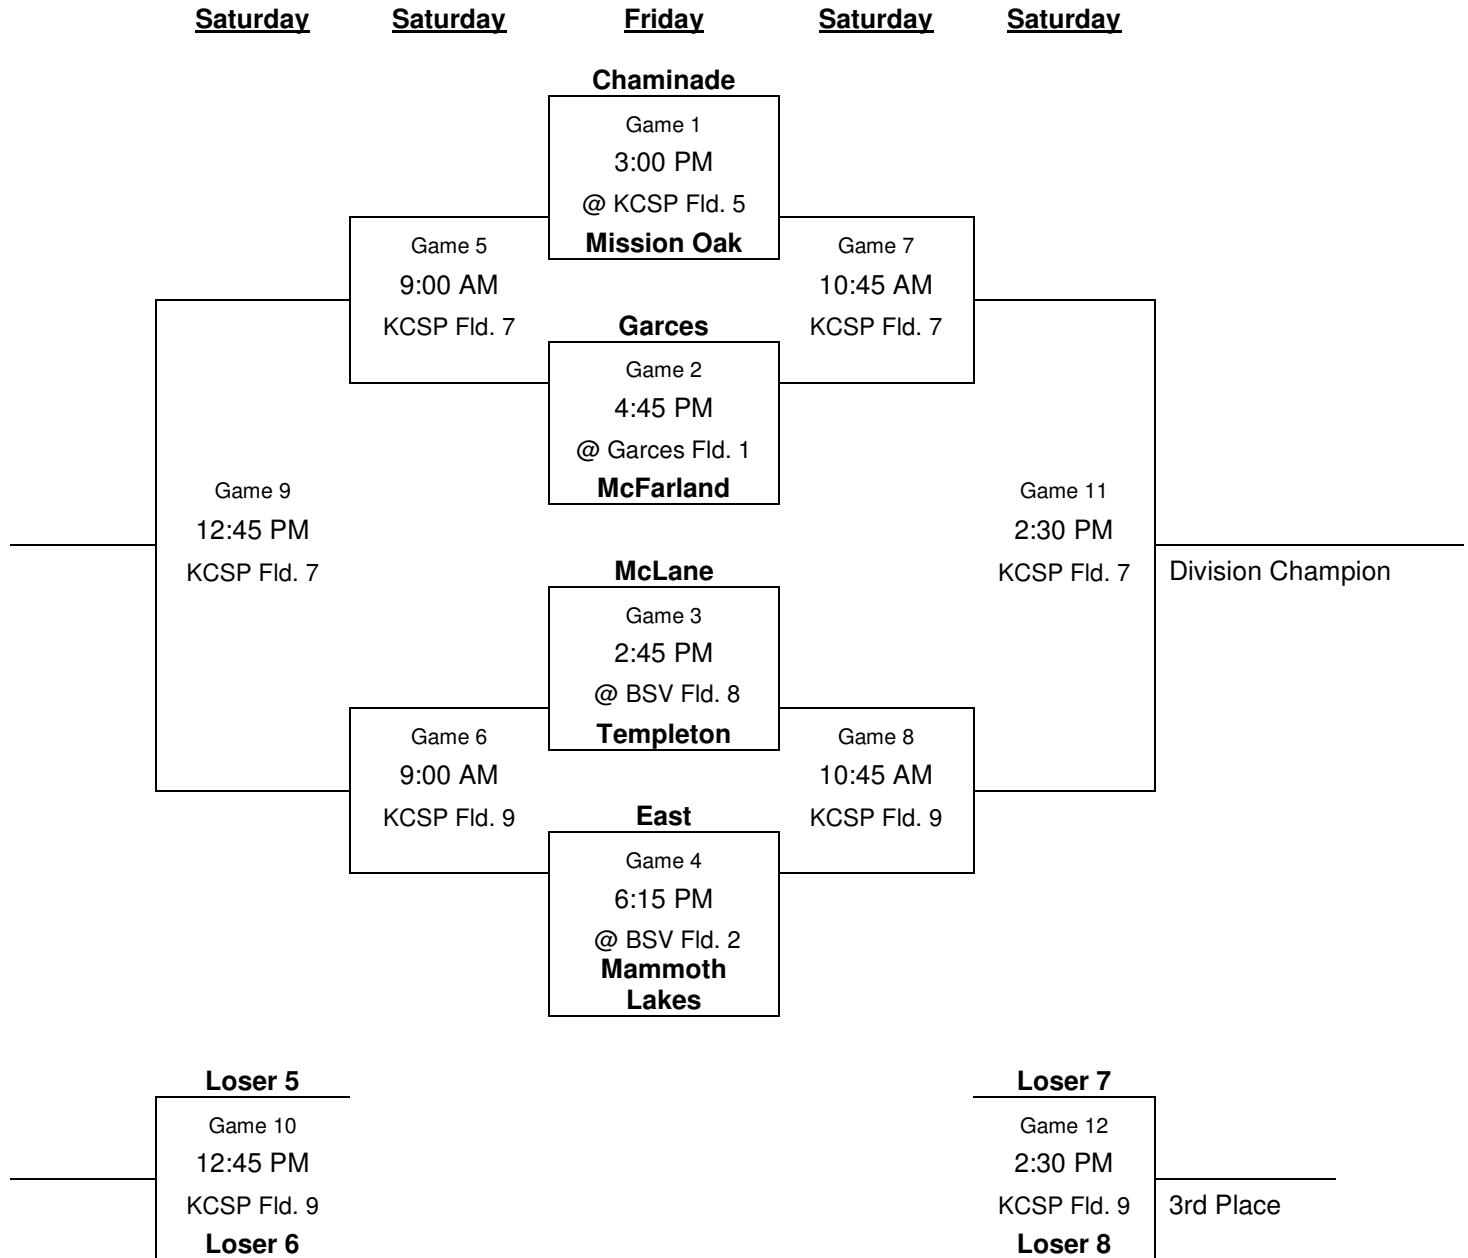 Saturday Saturday Friday Saturday Saturday
Chaminade
Game 1
3:00 PM
@ KCSP Fld. 5
Game 5 Mission Oak Game 7
9:00 AM 10:45 AM
KCSP Fld. 7 Garces KCSP Fld. 7
Game 2
4:45 PM
@ Garces Fld. 1
Game 9 McFarland Game 11
12:45 PM 2:30 PM
KCSP Fld. 7 McLane KCSP Fld. 7 Division Champion
Game 3
2:45 PM
@ BSV Fld. 8
Game 6 Templeton Game 8
9:00 AM 10:45 AM
KCSP Fld. 9 East KCSP Fld. 9
Game 4
6:15 PM
@ BSV Fld. 2
Mammoth
Lakes
Loser 5 Loser 7
Game 10 Game 12
12:45 PM 2:30 PM
KCSP Fld. 9 KCSP Fld. 9 3rd Place
Loser 6 Loser 8